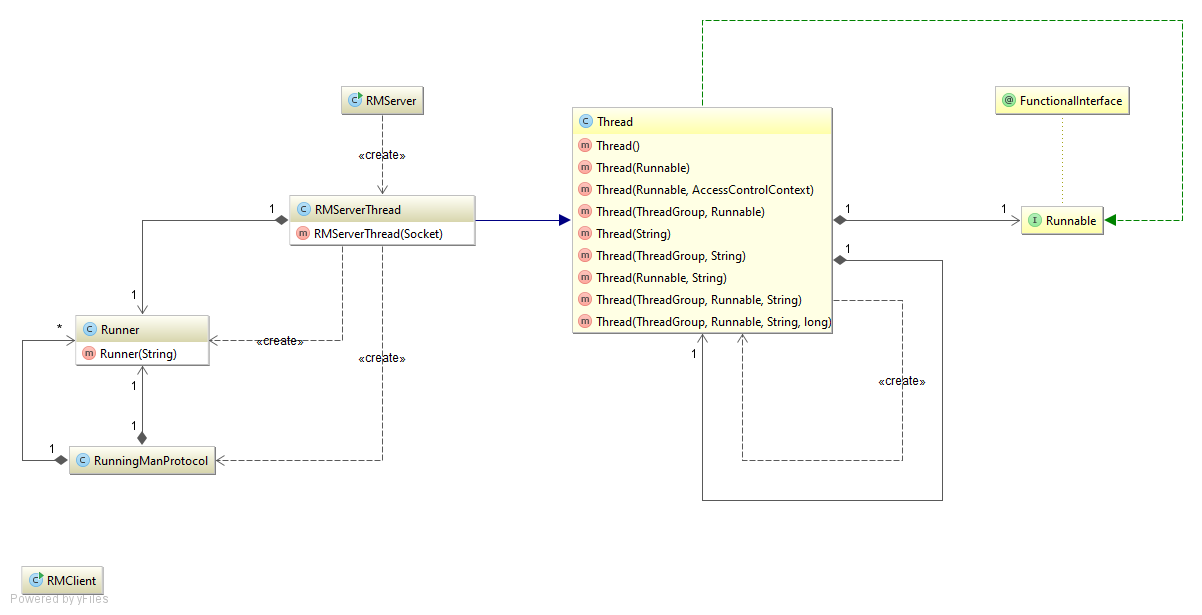 RMServer
FunctionalInterface
Thread
Thread()
«create»
Thread(Runnable)
Thread(Runnable, AccessControlContext)
1
RMServerThread
Thread(ThreadGroup, Runnable)
1
1
Runnable
RMServerThread(Socket)
Thread(String)
1
Thread(ThreadGroup, String)
Thread(Runnable, String)
1
Thread(ThreadGroup, Runnable, String)
*
Runner
Thread(ThreadGroup, Runnable, String, long)
«create»
Runner(String)
1
«create»
1
«create»
1
1
RunningManProtocol
RMClient
Powered by yFiles